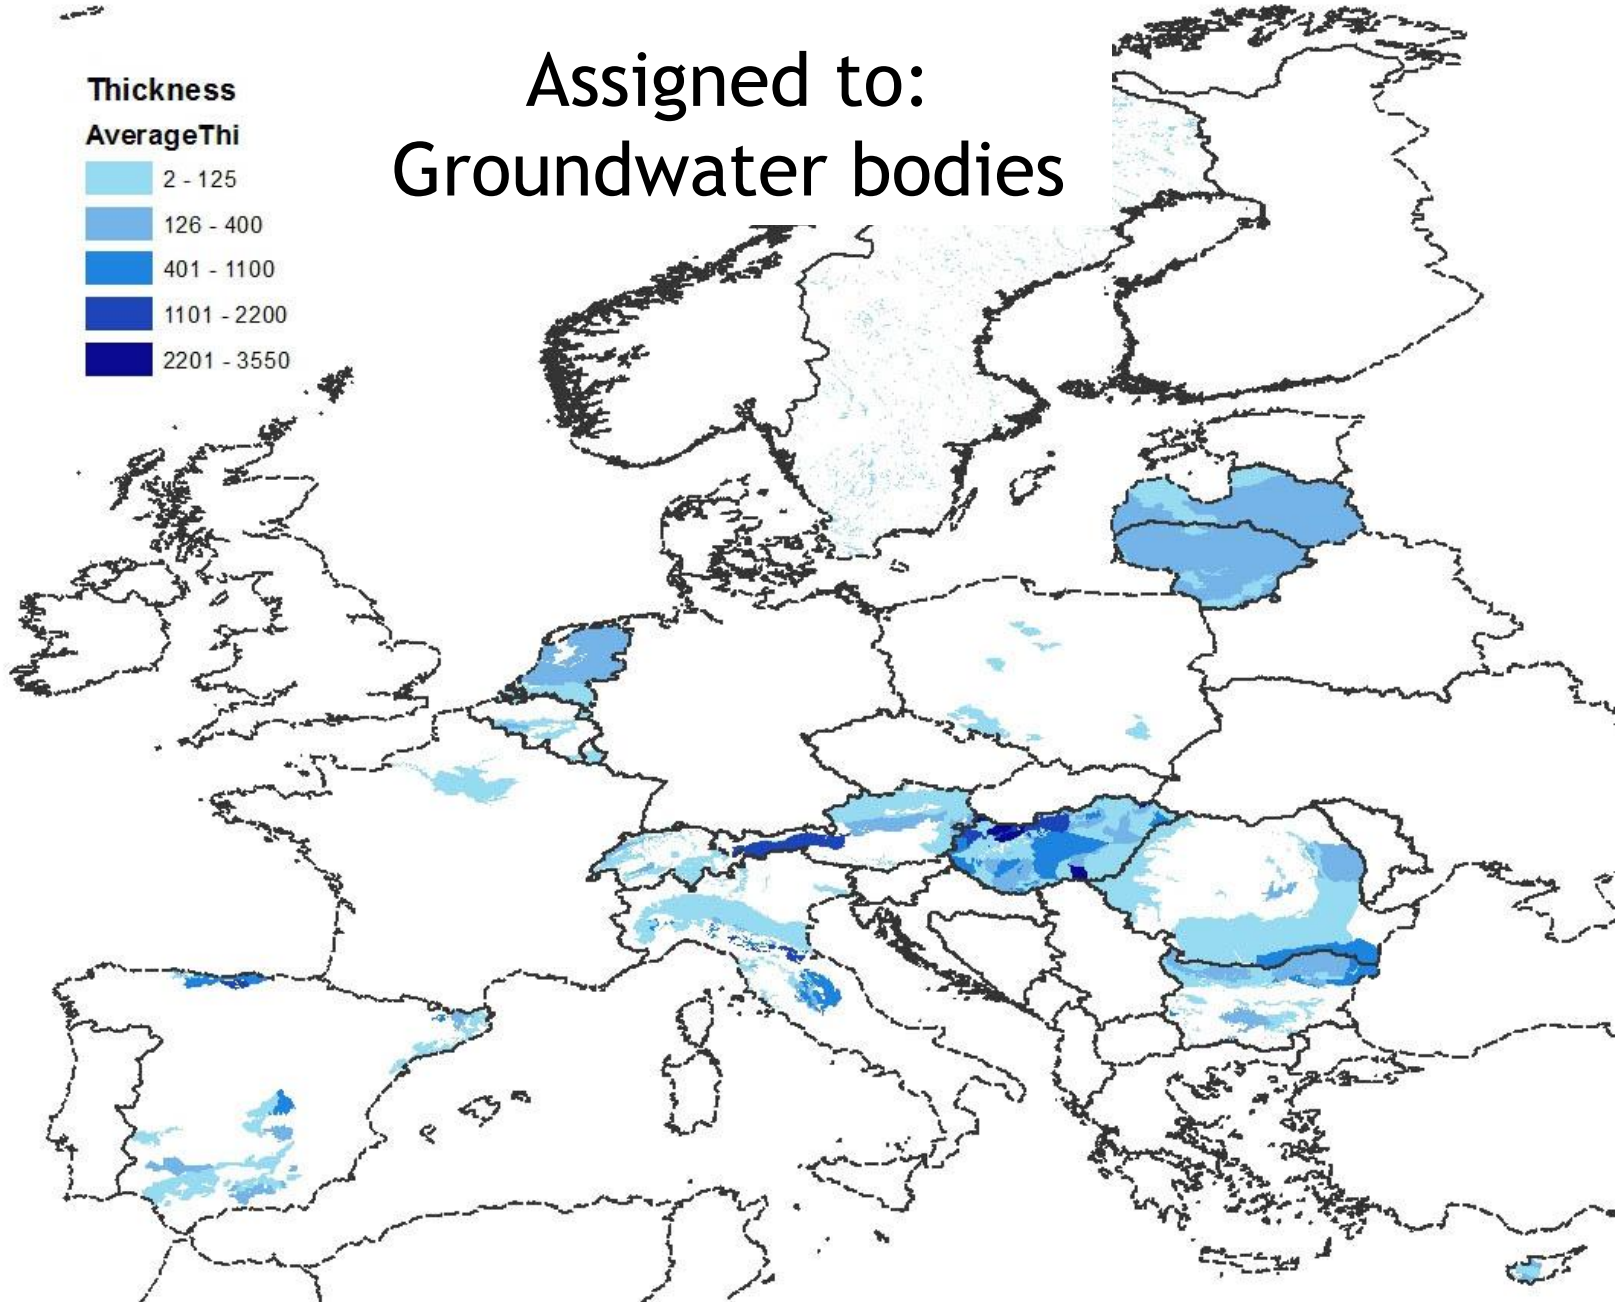 Assigned to:
Groundwater bodies
Thickness
AverageThi
2 - 125
126 - 400
401 - 1100
1101 - 2200
2201 - 3550